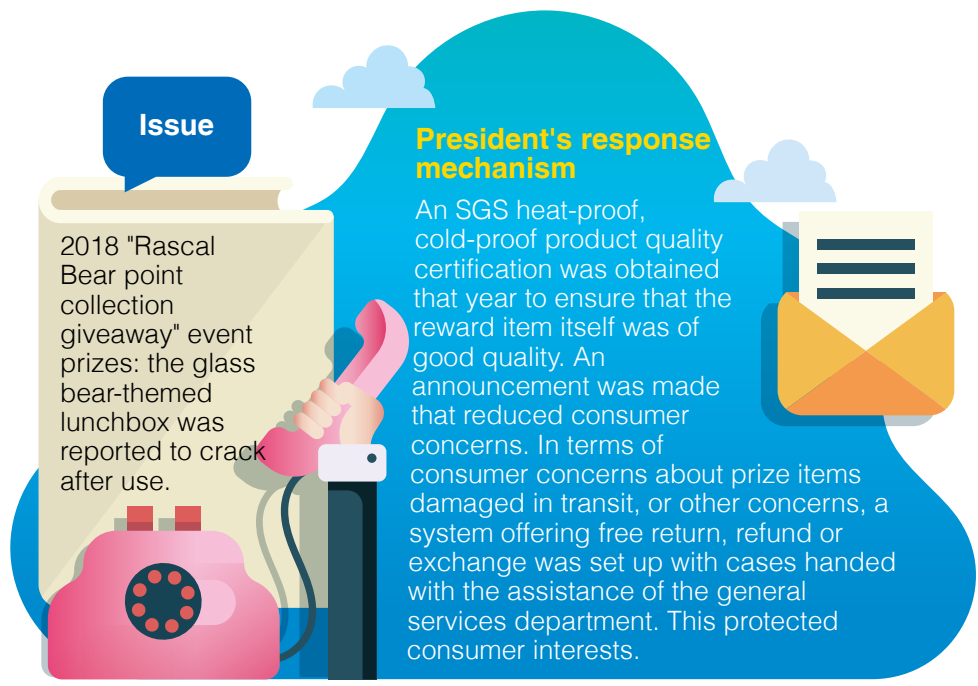 Issue
2018 "Rascal
Bear point
collection
giveaway" event
prizes: the glass
bear-themed
lunchbox was
reported to crack
after use.
President's response
mechanism
An SGS heat-proof,
cold-proof product quality
certification was obtained
that year to ensure that the
reward item itself was of
good quality. An
announcement was made
that reduced consumer
concerns. In terms of
consumer concerns about prize items
damaged in transit, or other concerns, a
system offering free return, refund or
exchange was set up with cases handed
with the assistance of the general
services department. This protected
consumer interests.